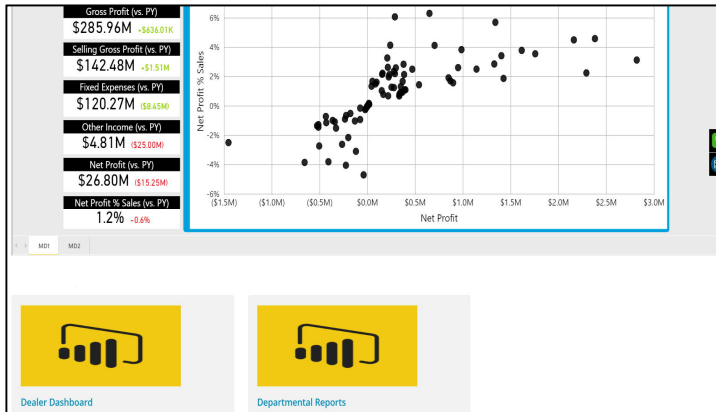 Gross Profit (vs. PY)
$285.96M +$636.01K
Selling Gross Profit (vs. PY)
$142.48M +$1.51M
Fixed Expenses (vs. PY)
$120.27M ($8.45M)
Other Income (vs. PY)
$4.81M ($25.00M)
Net Profit (vs. PY)
$26.80M ($15.25M)
Net Profit % Sales (vs. PY)
1.2% -0.6%
Net Profit % Sales
6%
4%
2%
0%
-2%
-4%
-6%
($1.5M) ($1.0M) ($0.5M) $0.0M $0.5M $1.0M $1.5M $2.0M $2.5M $3.0M
Net Profit
MD1 MD2
Dealer Dashboard
Departmental Reports